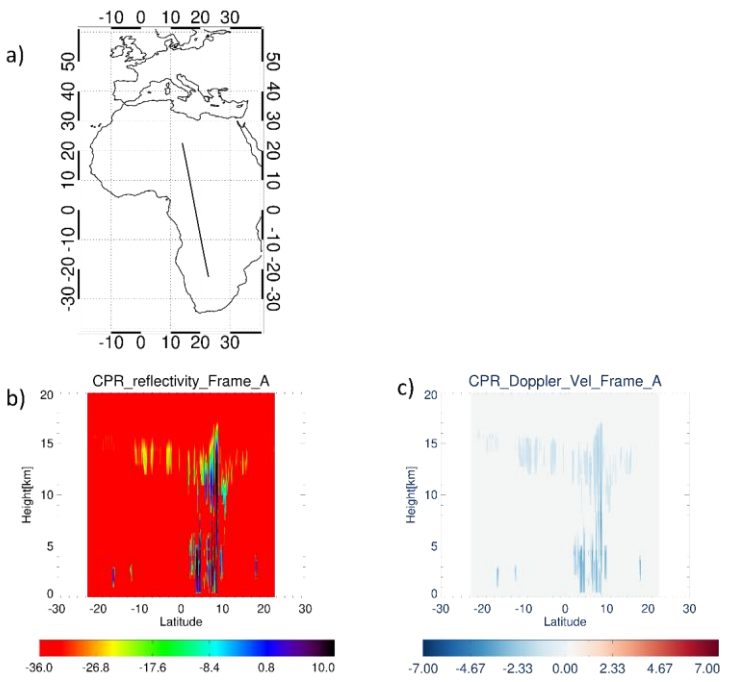 -10 0 10 20 30
a)
50 50
40 40
30 30
20 20
10 10
0 0
-10 -10
-20 -20
-30 -30
-10 0 10 20 30
b) CPR_reflectivity_Frame_A
20
15
10
5
0
Height[km]
-30 -20 -10 0 10 20 30
Latitude
-36.0 -26.8 -17.6 -8.4 0.8 10.0
c) CPR_Doppler_Vel_Frame_A
20
15
10
5
0
Height[km]
-30 -20 -10 0 10 20 30
Latitude
-7.00 -4.67 -2.33 0.00 2.33 4.67 7.00